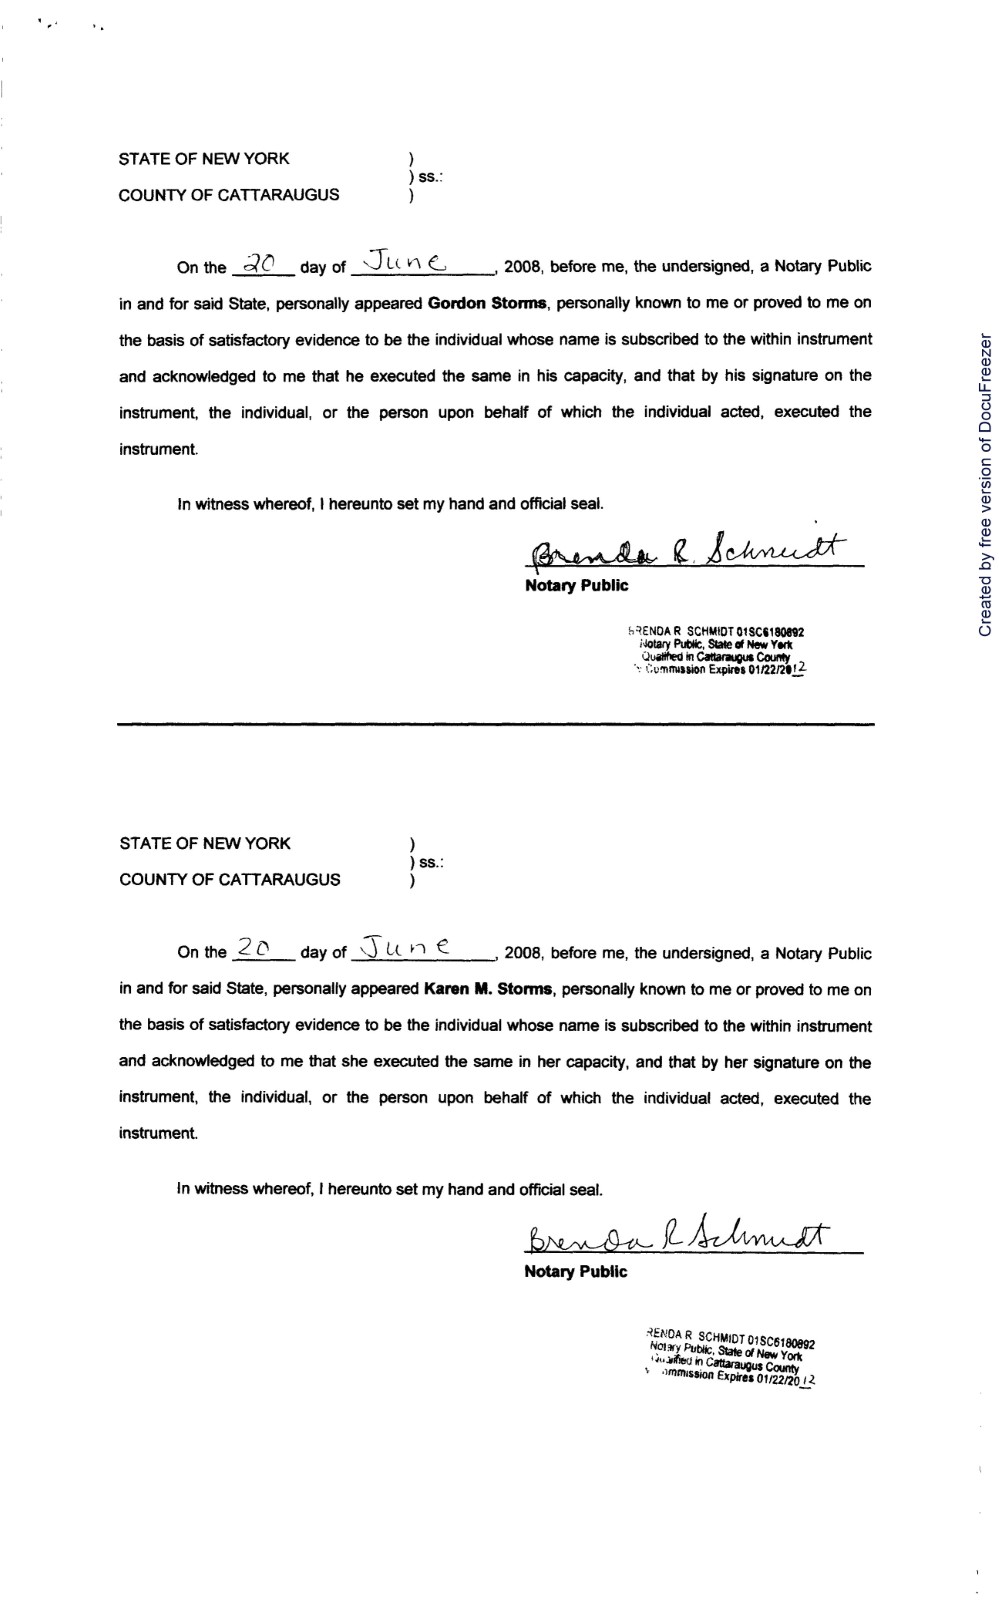 STATE OF NEW YORK )
) ss.:
COUNTY OF CATTARAUGUS )
On the 20 day of June, 2008, before me, the undersigned, a Notary Public
in and for said State, personally appeared Gordon Storms, personally known to me or proved to me on
the basis of satisfactory evidence to be the individual whose name is subscribed to the within instrument
and acknowledged to me that he executed the same in his capacity, and that by his signature on the
instrument, the individual, or the person upon behalf of which the individual acted, executed the
instrument.
In witness whereof, I hereunto set my hand and official seal.
Brenda R. Schmidt
Notary Public
BRENDA R SCHMIDT 01SC6180892
Notary Public, State of New York
Qualified in Cattaraugus County
Commission Expires 01/22/2012
STATE OF NEW YORK )
) ss.:
COUNTY OF CATTARAUGUS )
On the 20 day of June, 2008, before me, the undersigned, a Notary Public
in and for said State, personally appeared Karen M. Storms, personally known to me or proved to me on
the basis of satisfactory evidence to be the individual whose name is subscribed to the within instrument
and acknowledged to me that she executed the same in her capacity, and that by her signature on the
instrument, the individual, or the person upon behalf of which the individual acted, executed the
instrument.
In witness whereof, I hereunto set my hand and official seal.
Brenda R Schmidt
Notary Public
RENDA R SCHMIDT 01SC6180892
Notary Public, State of New York
Qualified in Cattaraugus County
ommission Expires 01/22/2012
Created by free version of DocuFreezer